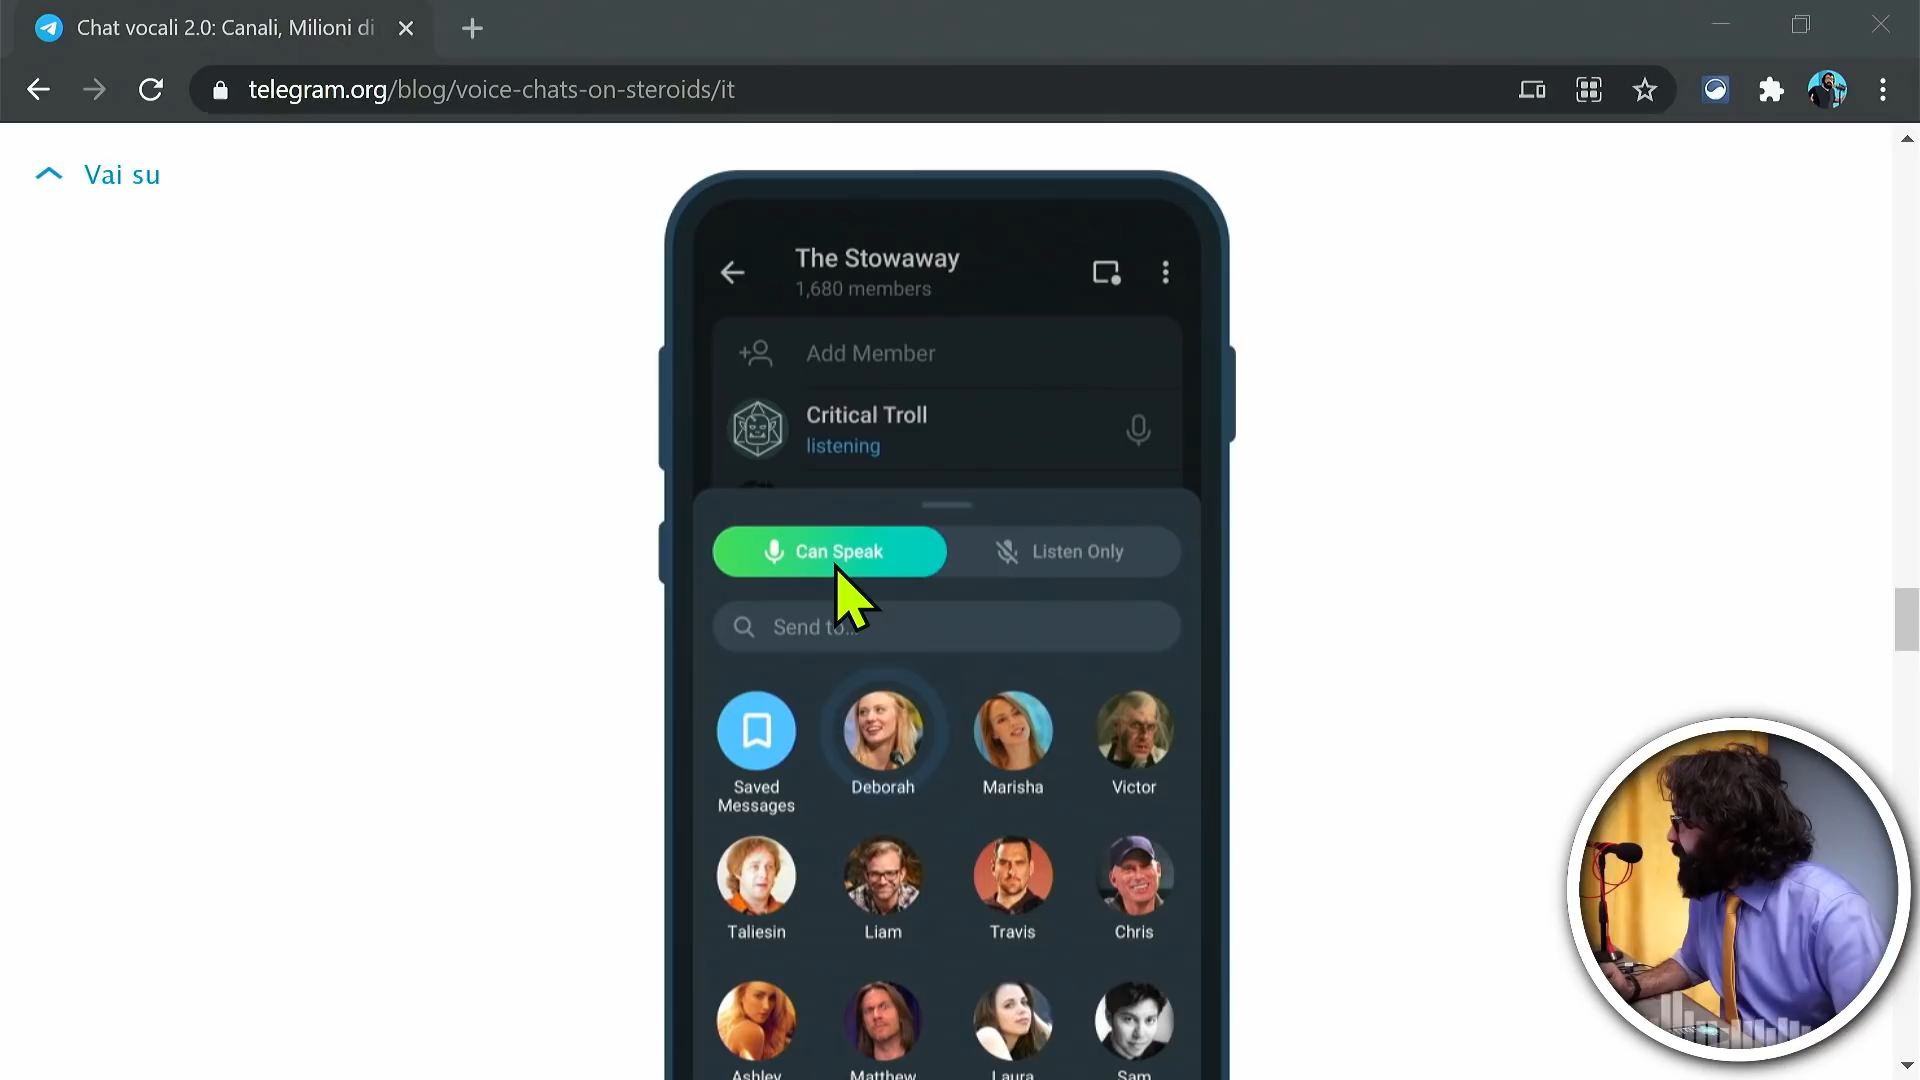 Chat vocali 2.0: Canali, Milioni di
telegram.org/blog/voice-chats-on-steroids/it
Vai su
The Stowaway
1,680 members
Add Member
Critical Troll
listening
Can Speak
Listen Only
Send to...
Saved Messages
Deborah
Marisha
Victor
Taliesin
Liam
Travis
Chris
Ashley
Matthew
Laura
Sam